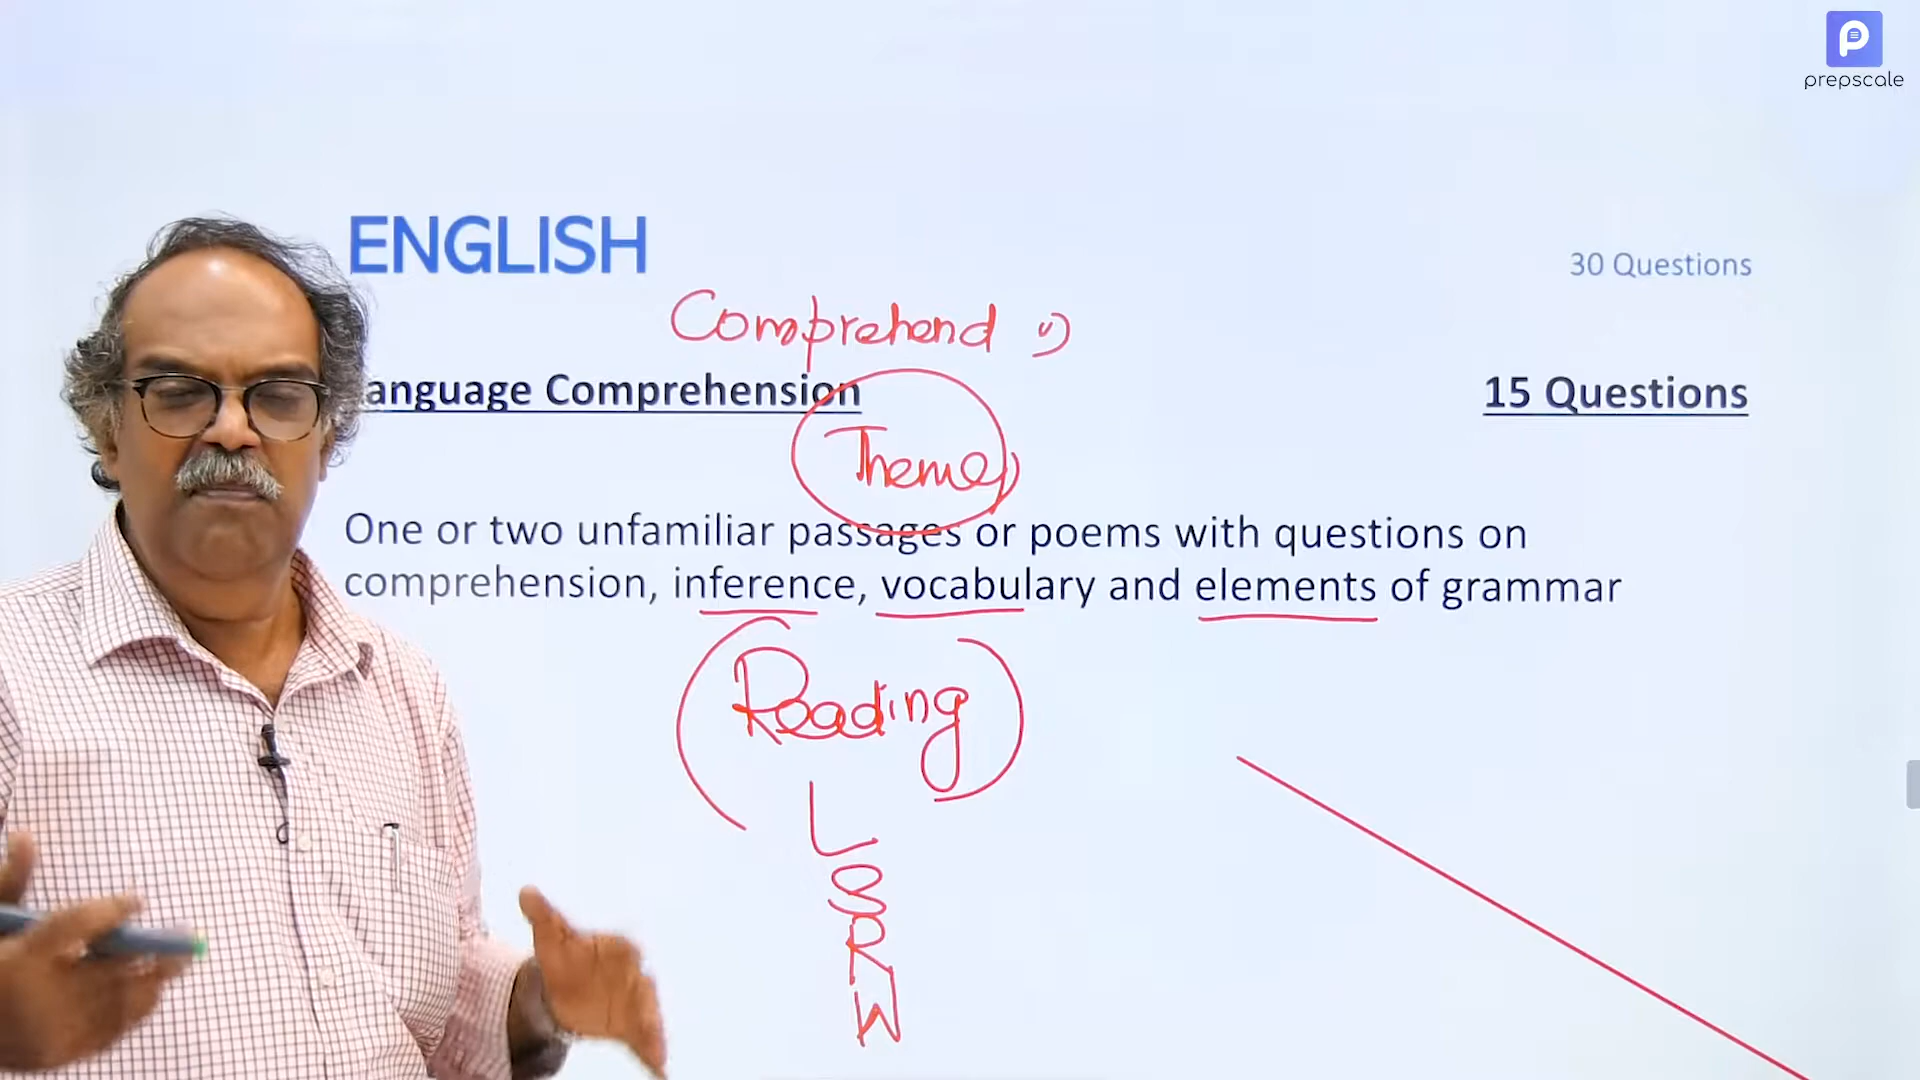 prepscale
ENGLISH
30 Questions
Comprehend
anguage Comprehension
15 Questions
Theme
One or two unfamiliar passages or poems with questions on
comprehension, inference, vocabulary and elements of grammar
Reading
L
S
R
W